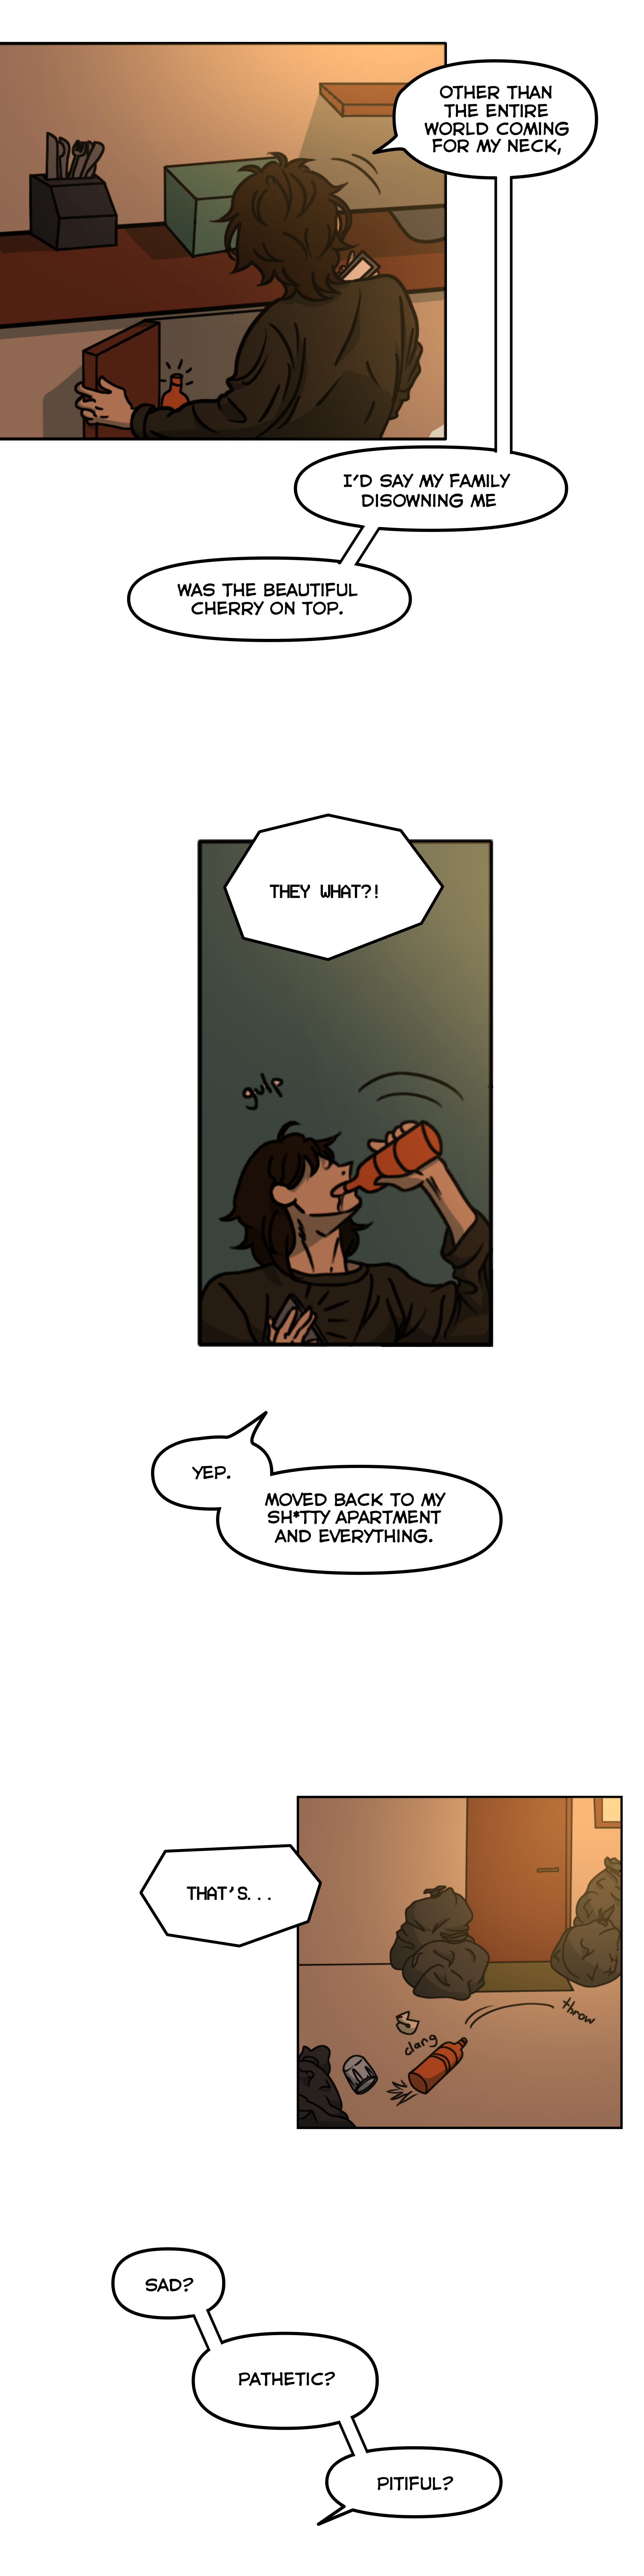 OTHER THAN
THE ENTIRE
WORLD COMING
FOR MY NECK,
I'D SAY MY FAMILY
DISOWNING ME
WAS THE BEAUTIFUL
CHERRY ON TOP.
THEY WHAT?!
gulp
YEP.
MOVED BACK TO MY
SH*TTY APARTMENT
AND EVERYTHING.
THAT'S...
throw
clang
SAD?
PATHETIC?
PITIFUL?